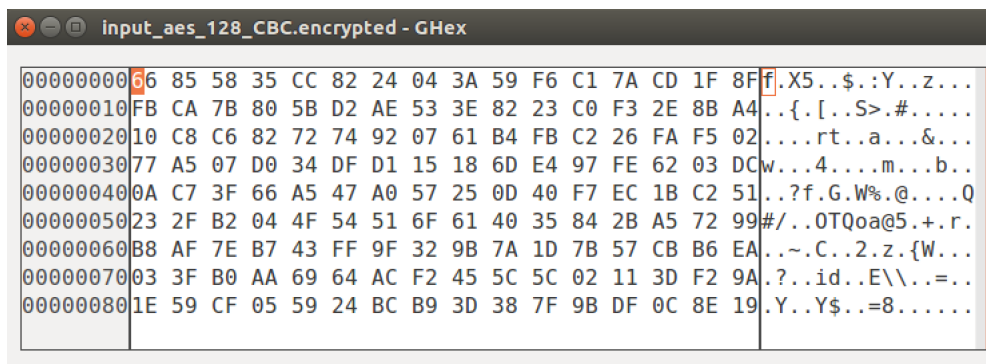 input_aes_128_CBC.encrypted - GHex
00000000 66 85 58 35 CC 82 24 04 3A 59 F6 C1 7A CD 1F 8F f.X5..$.:Y..z...
00000010 FB CA 7B 80 5B D2 AE 53 3E 82 23 C0 F3 2E 8B A4 ..{.[..S>.#.....
00000020 10 C8 C6 82 72 74 92 07 61 B4 FB C2 26 FA F5 02 ....rt..a...&...
00000030 77 A5 07 D0 34 DF D1 15 18 6D E4 97 FE 62 03 DC w...4....m...b..
00000040 0A C7 3F 66 A5 47 A0 57 25 0D 40 F7 EC 1B C2 51 ..?f.G.W%.@....Q
00000050 23 2F B2 04 4F 54 51 6F 61 40 35 84 2B A5 72 99 #/..OTQoa@5.+.r.
00000060 B8 AF 7E B7 43 FF 9F 32 9B 7A 1D 7B 57 CB B6 EA ..~.C..2.z.{W...
00000070 03 3F B0 AA 69 64 AC F2 45 5C 5C 02 11 3D F2 9A .?..id..E\\..=..
00000080 1E 59 CF 05 59 24 BC B9 3D 38 7F 9B DF 0C 8E 19 .Y..Y$..=8......